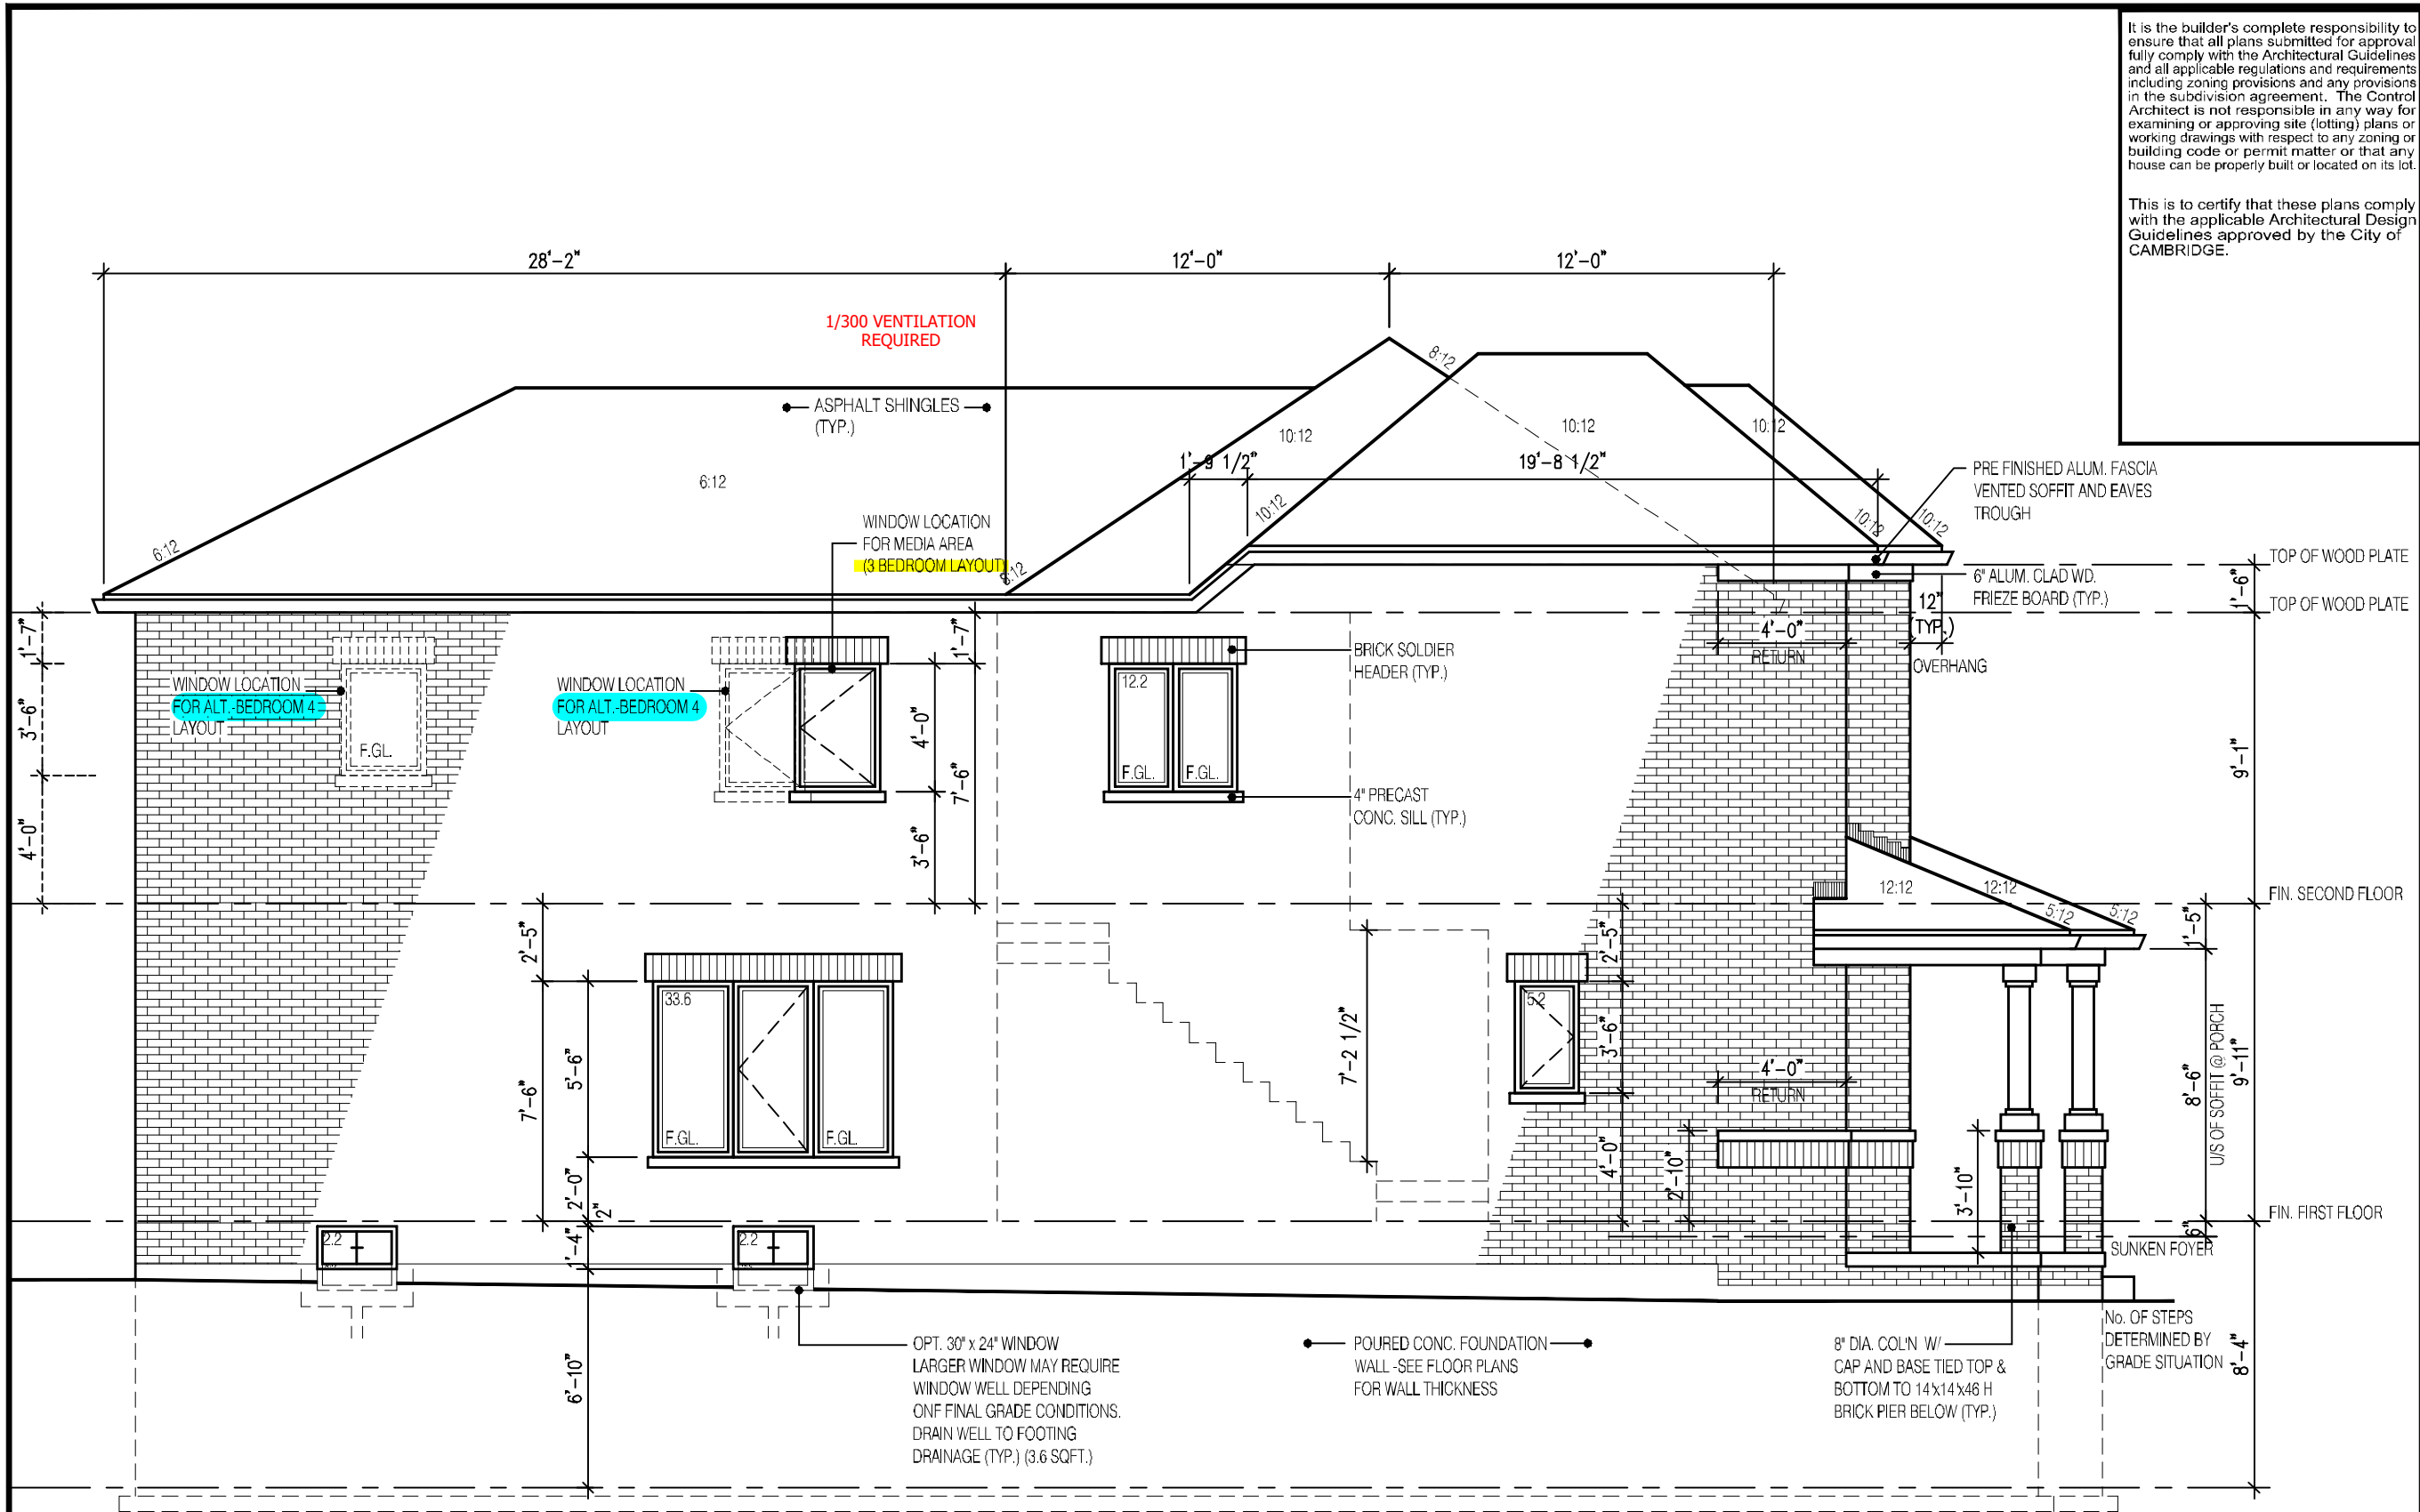 It is the builder's complete responsibility to
ensure that all plans submitted for approval
fully comply with the Architectural Guidelines
and all applicable regulations and requirements
including zoning provisions and any provisions
in the subdivision agreement. The Control
Architect is not responsible in any way for
examining or approving site (lotting) plans or
working drawings with respect to any zoning or
building code or permit matter or that any
house can be properly built or located on its lot.
This is to certify that these plans comply
with the applicable Architectural Design
Guidelines approved by the City of
CAMBRIDGE.
28'-2"
12'-0"
12'-0"
1/300 VENTILATION
REQUIRED
8:12
ASPHALT SHINGLES
(TYP.)
10:12
10:12
10:12
6:12
1'-9 1/2"
19'-8 1/2"
PRE FINISHED ALUM. FASCIA
VENTED SOFFIT AND EAVES
TROUGH
10:12
10:12
10:12
WINDOW LOCATION
FOR MEDIA AREA
(3 BEDROOM LAYOUT)
6:12
8:12
TOP OF WOOD PLATE
6" ALUM. CLAD WD.
FRIEZE BOARD (TYP.)
1'-6"
TOP OF WOOD PLATE
12"
(TYP.)
OVERHANG
4'-0"
RETURN
1'-7"
1'-7"
BRICK SOLDIER
HEADER (TYP.)
WINDOW LOCATION
FOR ALT.-BEDROOM 4
LAYOUT
WINDOW LOCATION
FOR ALT.-BEDROOM 4
LAYOUT
12.2
3'-6"
F.GL.
4'-0"
7'-6"
F.GL.
F.GL.
9'-1"
4" PRECAST
CONC. SILL (TYP.)
4'-0"
3'-6"
12:12
12:12
FIN. SECOND FLOOR
5:12
5:12
1'-5"
2'-5"
2'-5"
33.6
5.2
5'-6"
7'-6"
7'-2 1/2"
3'-6"
4'-0"
RETURN
8'-6"
U/S OF SOFFIT @ PORCH
9'-11"
F.GL.
F.GL.
2'-0"
4'-0"
2'-10"
3'-10"
2"
FIN. FIRST FLOOR
6"
SUNKEN FOYER
2.2
2.2
1'-4"
6'-10"
OPT. 30" x 24" WINDOW
LARGER WINDOW MAY REQUIRE
WINDOW WELL DEPENDING
ONF FINAL GRADE CONDITIONS.
DRAIN WELL TO FOOTING
DRAINAGE (TYP.) (3.6 SQFT.)
POURED CONC. FOUNDATION
WALL -SEE FLOOR PLANS
FOR WALL THICKNESS
8" DIA. COL'N W/
CAP AND BASE TIED TOP &
BOTTOM TO 14"x14"x46 H
BRICK PIER BELOW (TYP.)
No. OF STEPS
DETERMINED BY
GRADE SITUATION
8'-4"